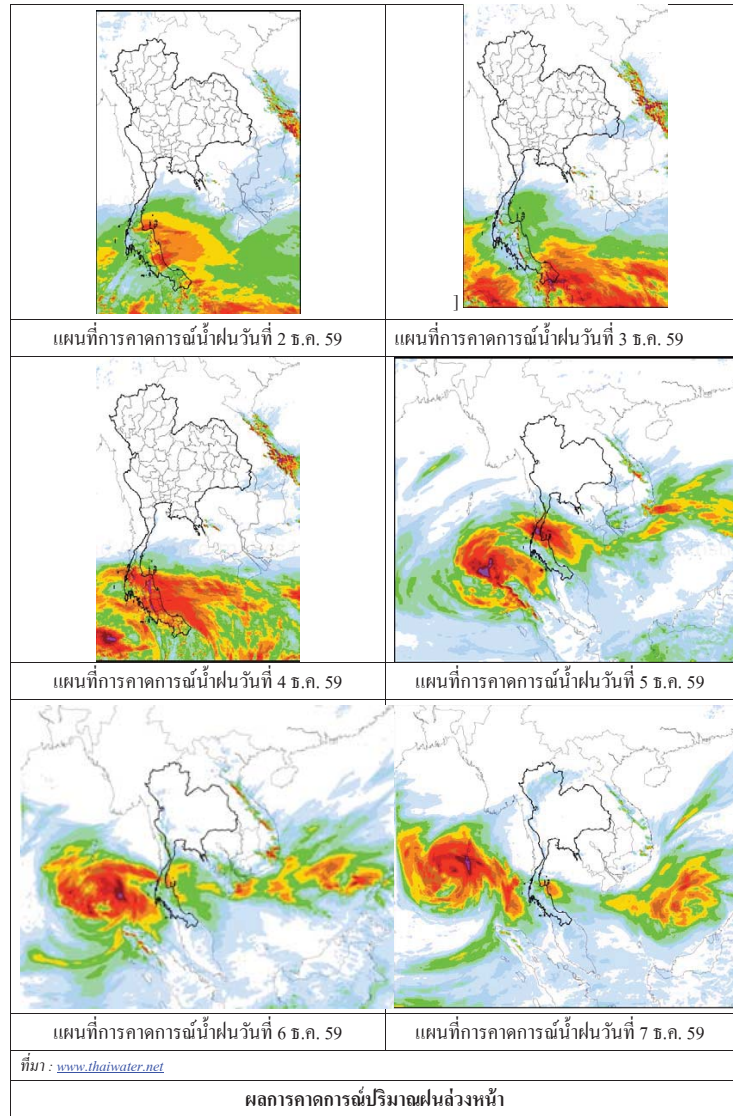 ]
แผนที่การคาดการณ์น้ำฝนวันที่ 2 ธ.ค. 59
แผนที่การคาดการณ์น้ำฝนวันที่ 3 ธ.ค. 59
แผนที่การคาดการณ์น้ำฝนวันที่ 4 ธ.ค. 59
แผนที่การคาดการณ์น้ำฝนวันที่ 5 ธ.ค. 59
แผนที่การคาดการณ์น้ำฝนวันที่ 6 ธ.ค. 59
แผนที่การคาดการณ์น้ำฝนวันที่ 7 ธ.ค. 59
ที่มา : www.thaiwater.net
ผลการคาดการณ์ปริมาณฝนล่วงหน้า